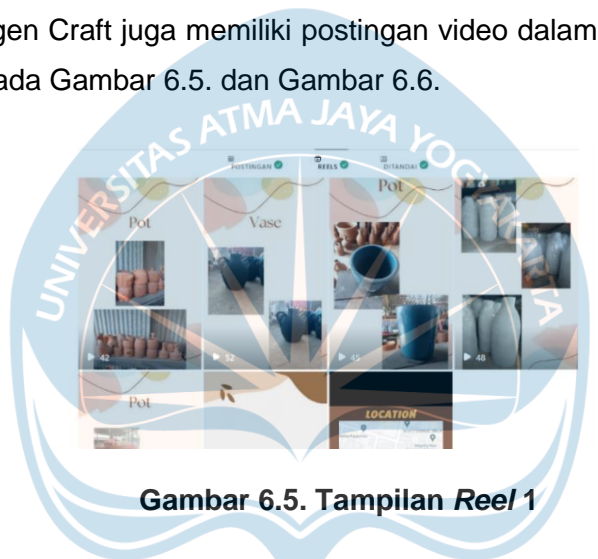 gen Craft juga memiliki postingan video dalam
ada Gambar 6.5. dan Gambar 6.6.
UNIVERSITAS ATMA JAYA YOGYAKARTA
POSTINGAN REELS DITANDAI
Pot
Vase
Pot
42
52
45
48
Pot
LOCATION
Gambar 6.5. Tampilan Reel 1